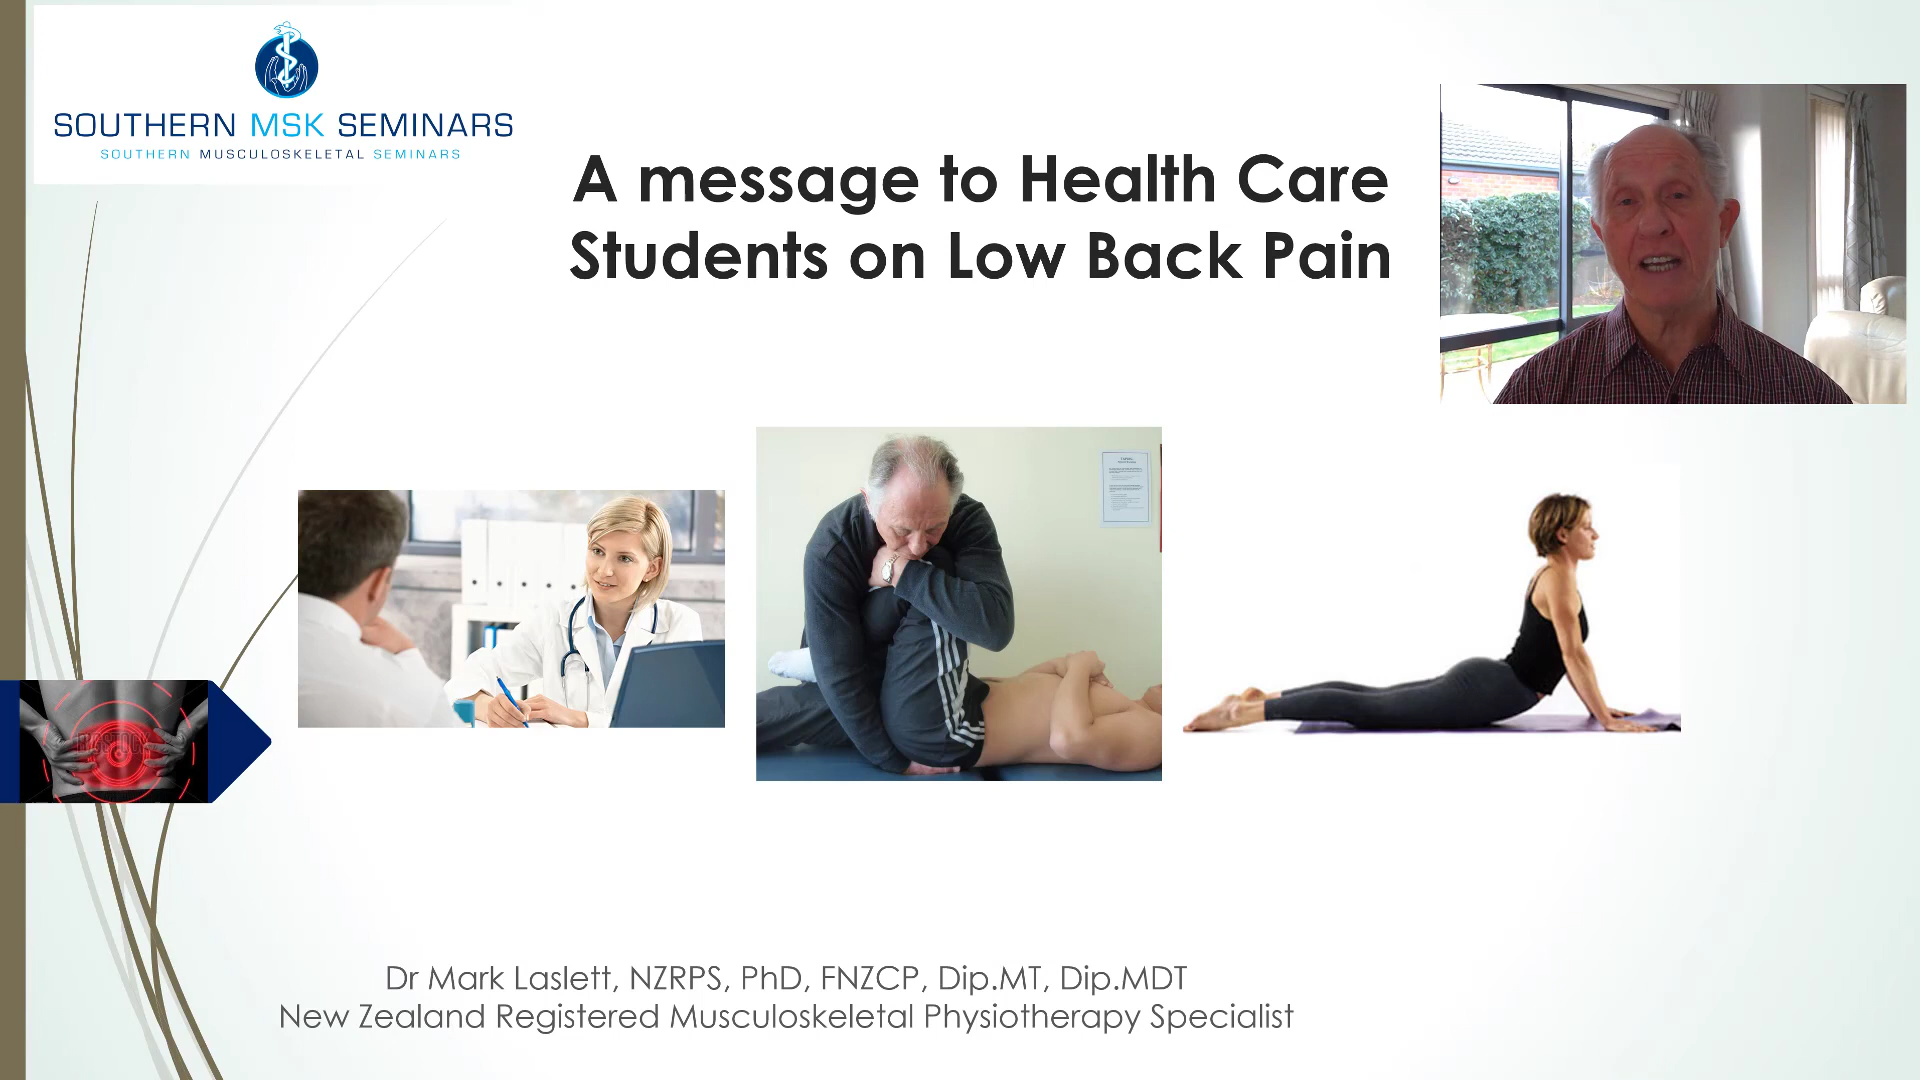 SOUTHERN MSK SEMINARS
SOUTHERN MUSCULOSKELETAL SEMINARS
A message to Health Care
Students on Low Back Pain
Dr Mark Laslett, NZRPS, PhD, FNZCP, Dip.MT, Dip.MDT
New Zealand Registered Musculoskeletal Physiotherapy Specialist